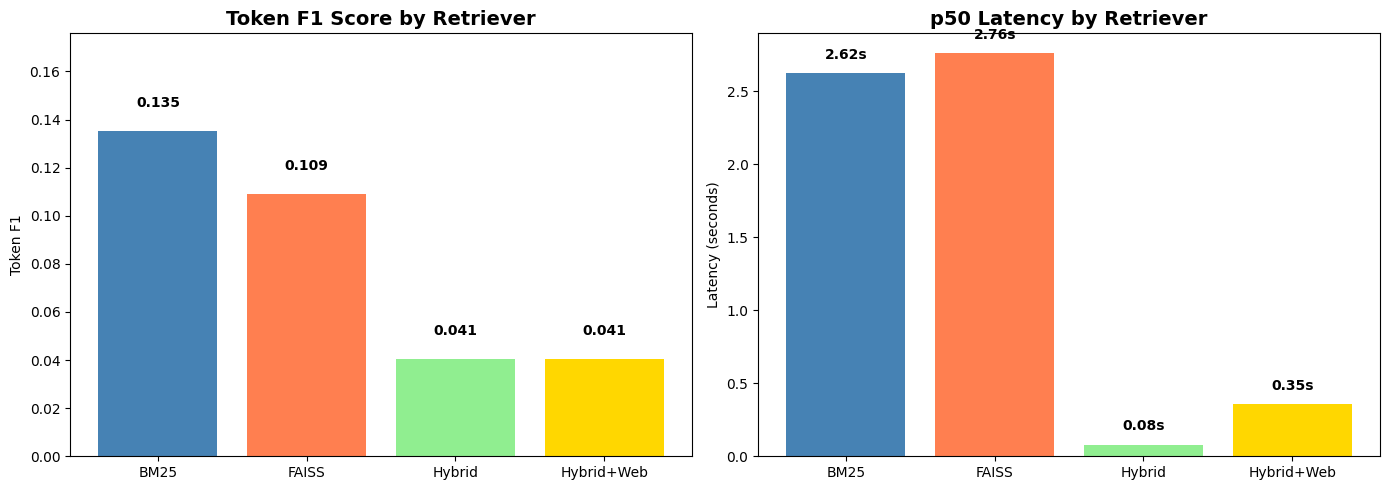 Token F1 Score by Retriever
Token F1
0.16
0.14
0.12
0.10
0.08
0.06
0.04
0.02
0.00
0.135
0.109
0.041
0.041
BM25
FAISS
Hybrid
Hybrid+Web
p50 Latency by Retriever
Latency (seconds)
2.5
2.0
1.5
1.0
0.5
0.0
2.62s
2.76s
0.08s
0.35s
BM25
FAISS
Hybrid
Hybrid+Web